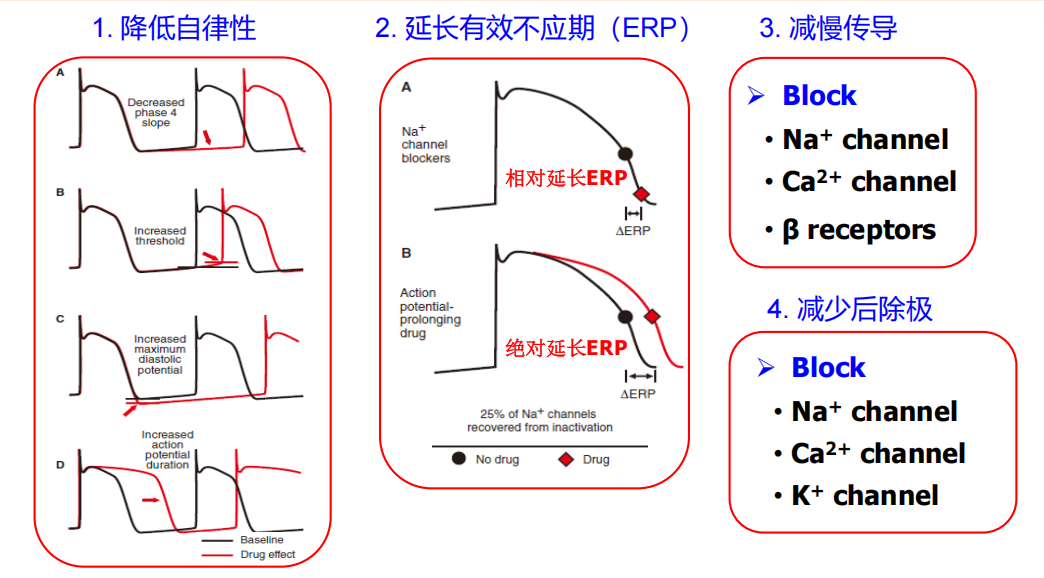 1. 降低自律性
A
Decreased
phase 4
slope
B
Increased
threshold
C
Increased
maximum
diastolic
potential
Increased
action
potential
duration
D
Baseline
Drug effect
2. 延长有效不应期（ERP）
A
Na⁺
channel
blockers
相对延长ERP
ΔERP
B
Action
potential-
prolonging
drug
绝对延长ERP
ΔERP
25% of Na⁺ channels
recovered from inactivation
No drug
Drug
3. 减慢传导
➢ Block
• Na⁺ channel
• Ca²⁺ channel
• β receptors
4. 减少后除极
➢ Block
• Na⁺ channel
• Ca²⁺ channel
• K⁺ channel